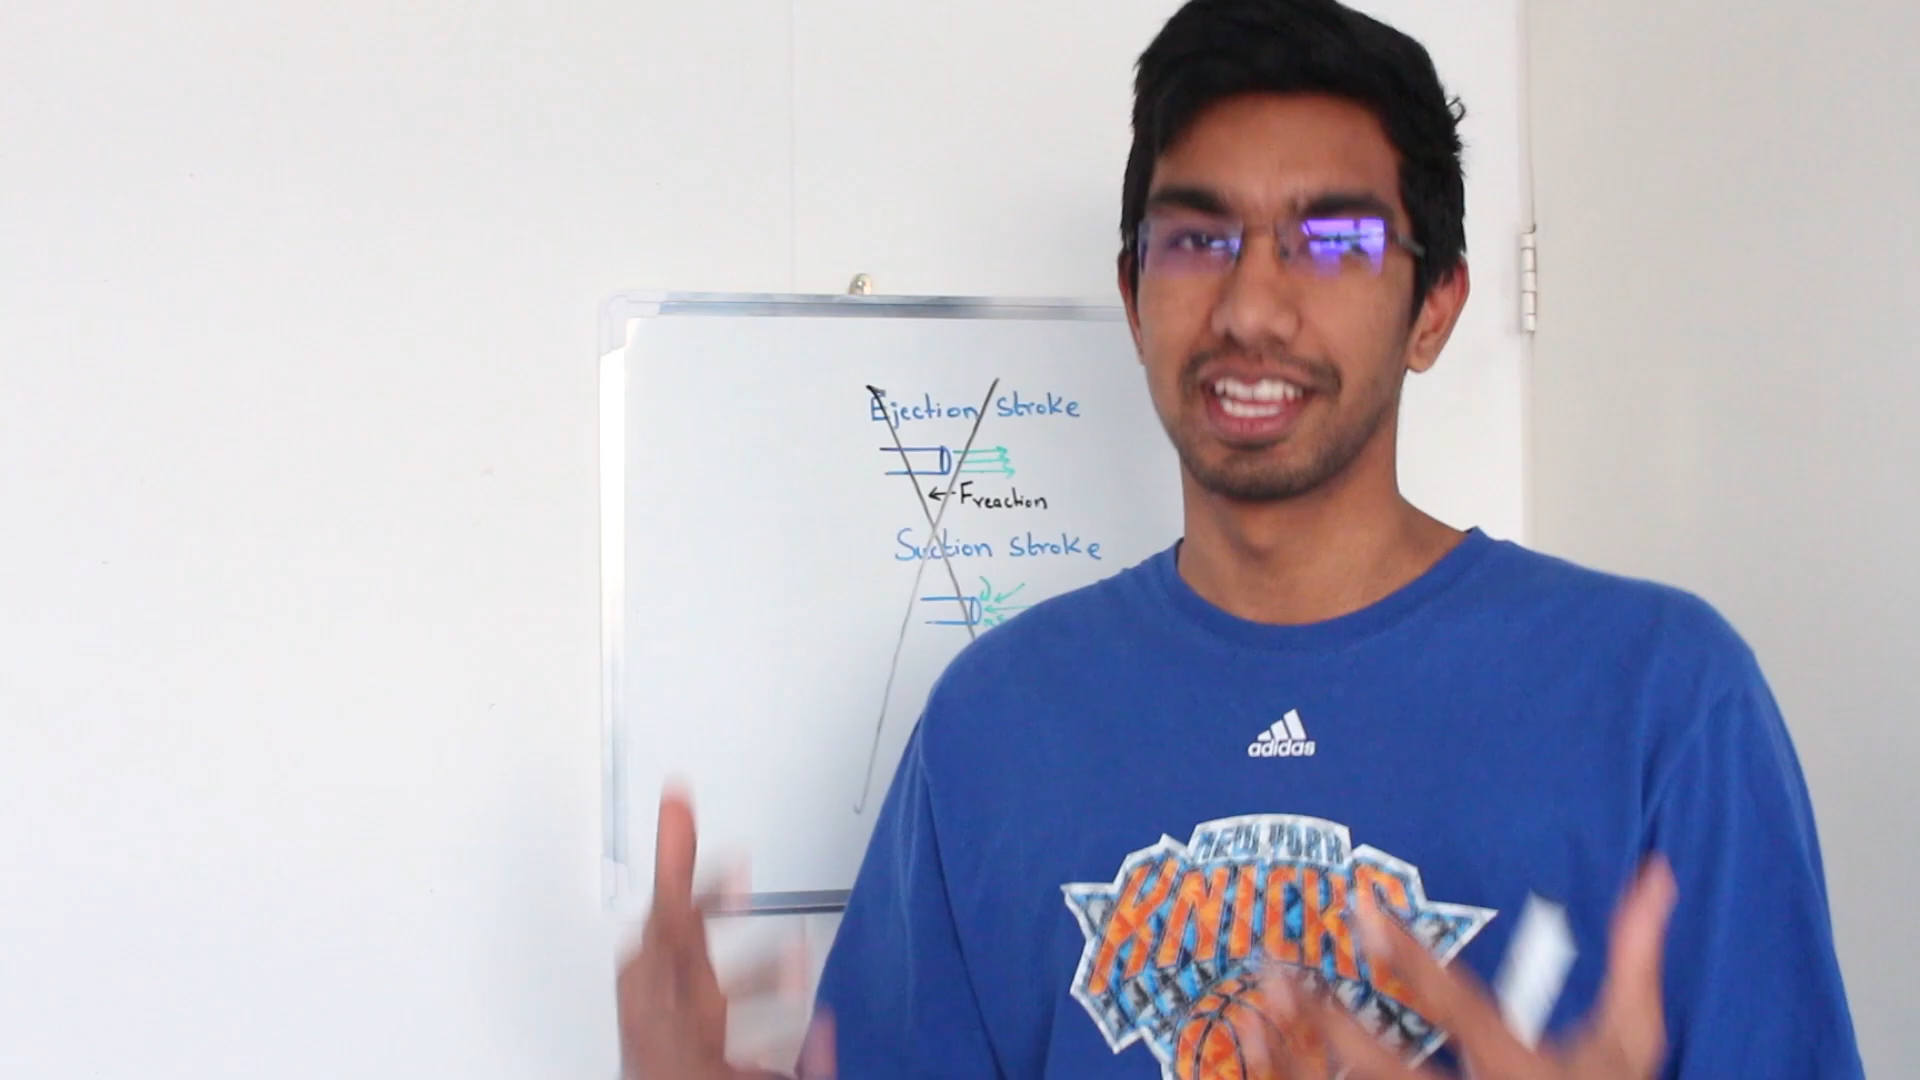 Ejection stroke
Freaction
Suction stroke
adidas
NEW YORK
KNICKS